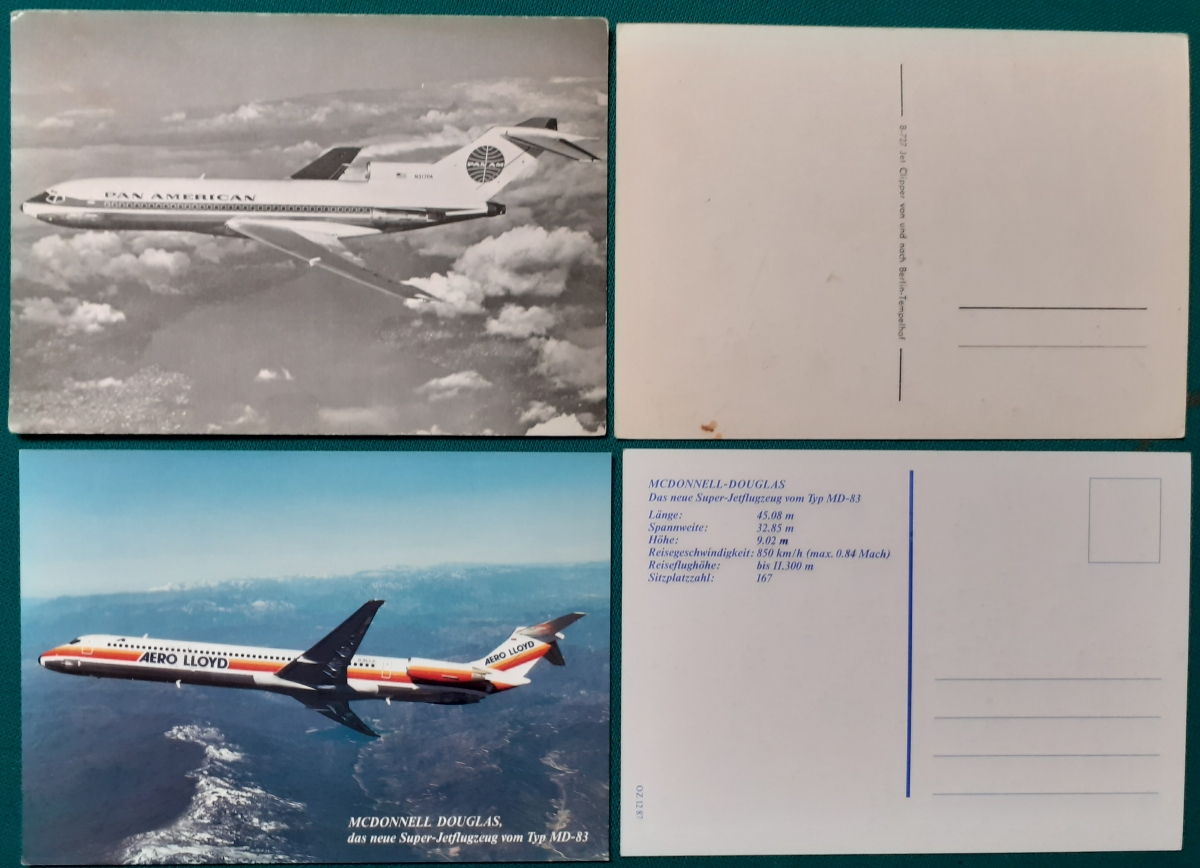 PAN AMERICAN
PAN AM
B-727 Jet Clipper von und nach Berlin-Tempelhof
AERO LLOYD
AERO LLOYD
MCDONNELL DOUGLAS,
das neue Super-Jetflugzeug vom Typ MD-83
MCDONNELL-DOUGLAS
Das neue Super-Jetflugzeug vom Typ MD-83
Länge: 45.08 m
Spannweite: 32.85 m
Höhe: 9.02 m
Reisegeschwindigkeit: 850 km/h (max. 0.84 Mach)
Reiseflughöhe: bis 11.300 m
Sitzplatzzahl: 167
OZ 12 87